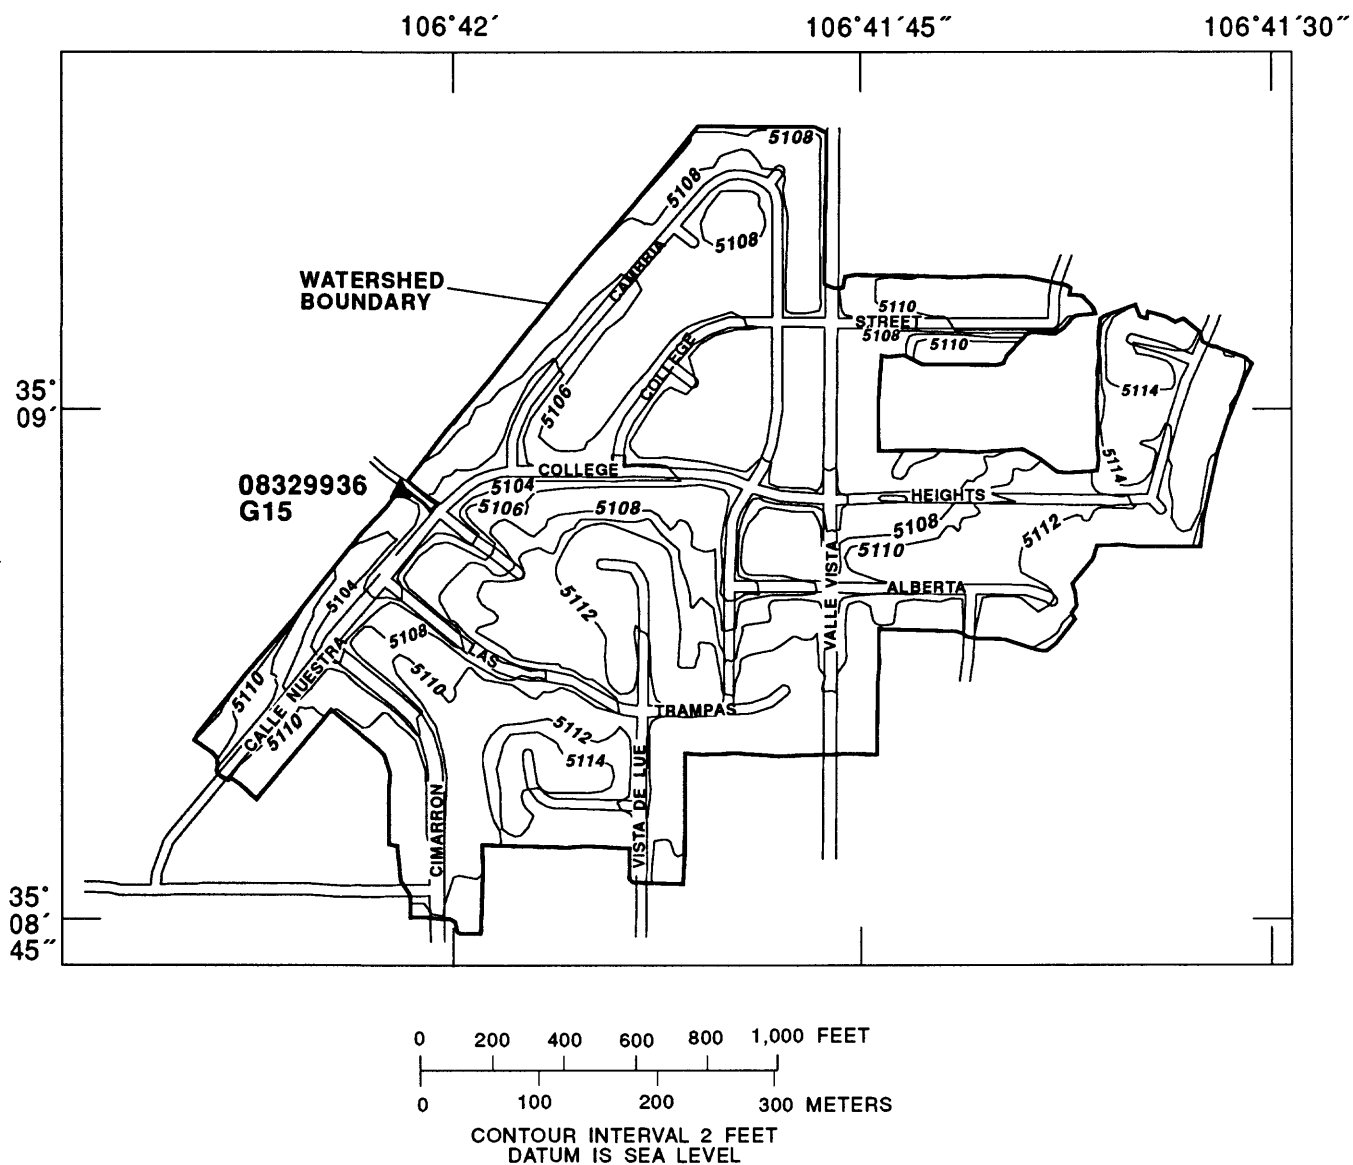 106°42′
106°41′45″
106°41′30″
5108
5108
5108
CAMBRIA
WATERSHED
BOUNDARY
5110
STREET
5108
5110
COLLEGE
5114
35°
09′
5106
5114
COLLEGE
08329936
G15
5104
5106
5108
HEIGHTS
5108
5110
5112
VALLE VISTA
ALBERTA
5112
5104
5108
LAS
5110
CALLE NUESTRA
5110
5110
TRAMPAS
5112
5114
VISTA DE LUE
CIMARRON
35°
08′
45″
0 200 400 600 800 1,000 FEET
0 100 200 300 METERS
CONTOUR INTERVAL 2 FEET
DATUM IS SEA LEVEL